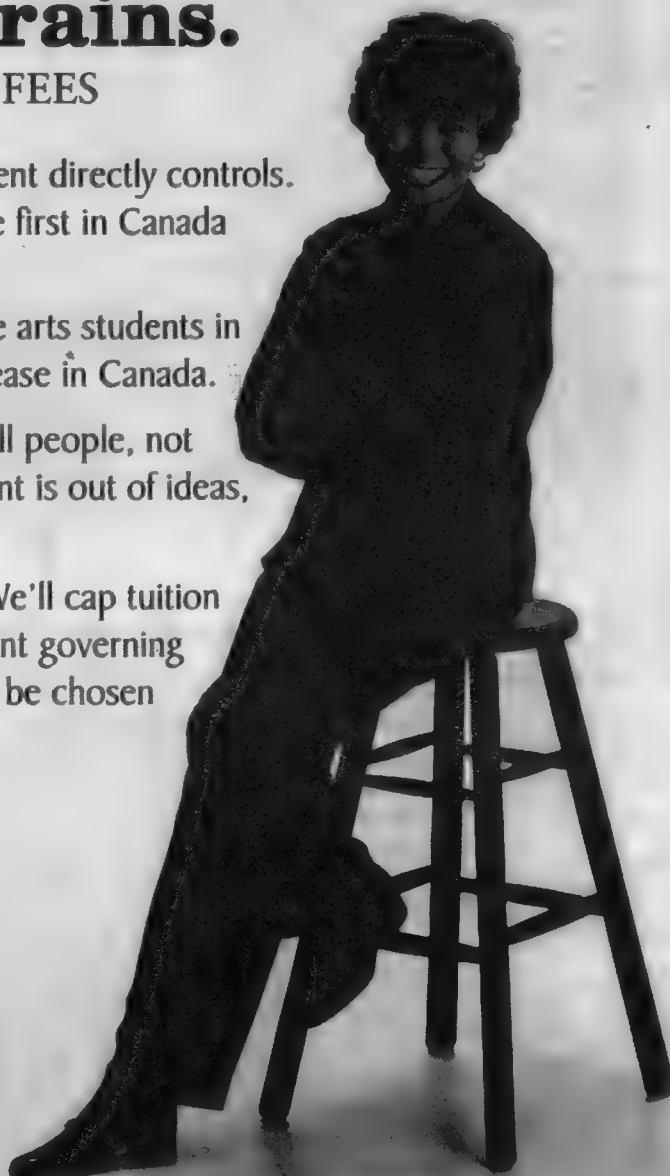 rains.
FEES
ent directly controls.
e first in Canada
e arts students in
ease in Canada.
ll people, not
nt is out of ideas,
We'll cap tuition
nt governing
be chosen